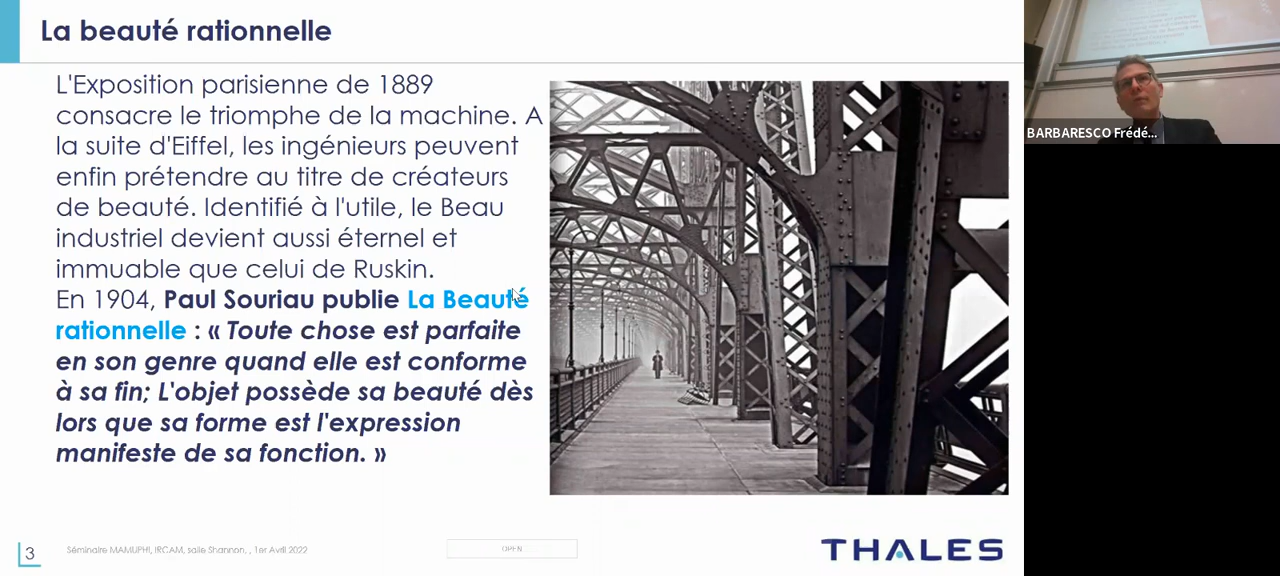 La beauté rationnelle
L'Exposition parisienne de 1889
consacre le triomphe de la machine. A
la suite d'Eiffel, les ingénieurs peuvent
enfin prétendre au titre de créateurs
de beauté. Identifié à l'utile, le Beau
industriel devient aussi éternel et
immuable que celui de Ruskin.
En 1904, Paul Souriau publie La Beauté
rationnelle : « Toute chose est parfaite
en son genre quand elle est conforme
à sa fin; L'objet possède sa beauté dès
lors que sa forme est l'expression
manifeste de sa fonction. »
BARBARESCO Frédé...
3
Séminaire MAMUPHI, IRCAM, salle Shannon, , 1er Avril 2022
OPEN
THALES